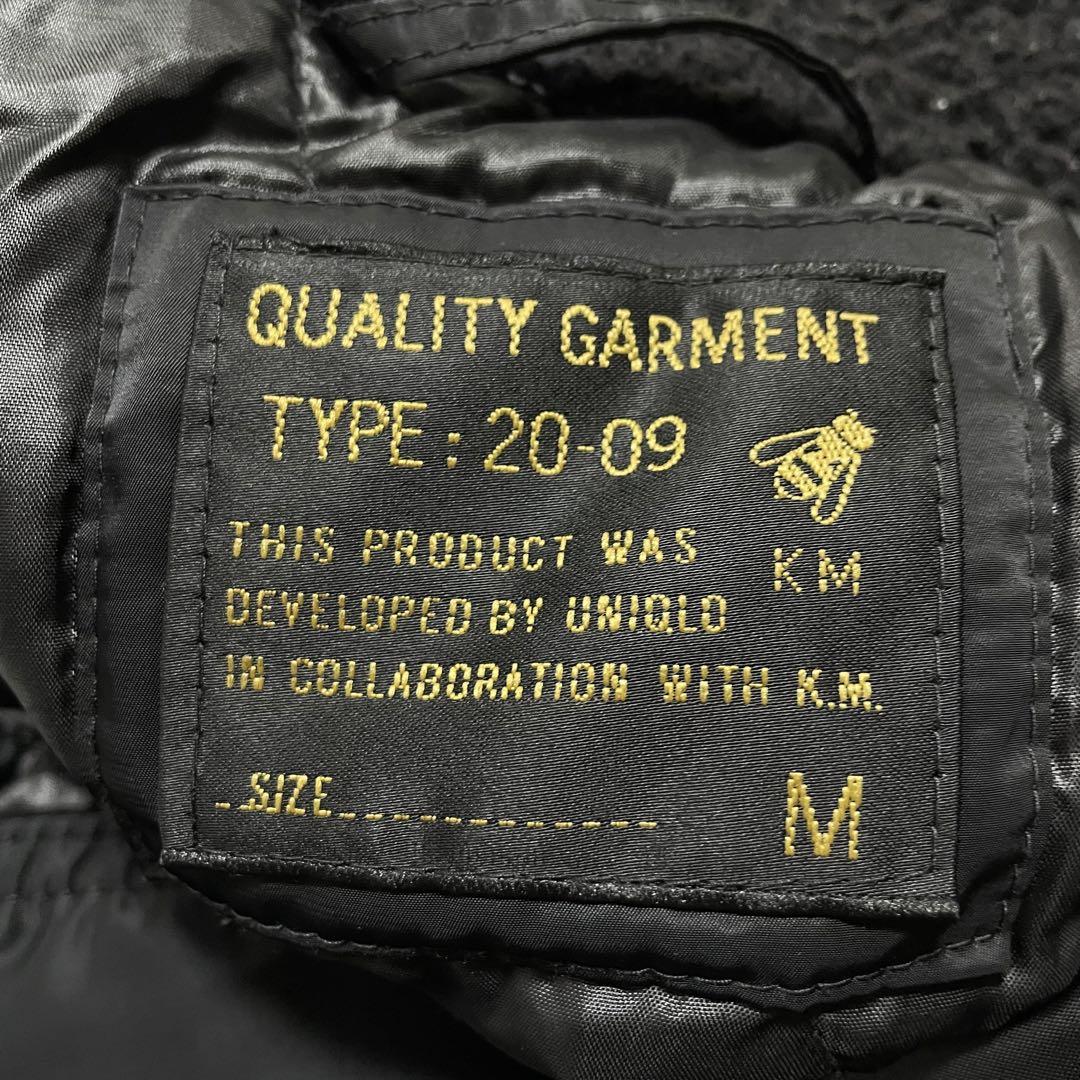 QUALITY GARMENT
TYPE: 20-09
KM
THIS PRODUCT WAS
DEVELOPED BY UNIQLO
IN COLLABORATION WITH K.M.
SIZE
M